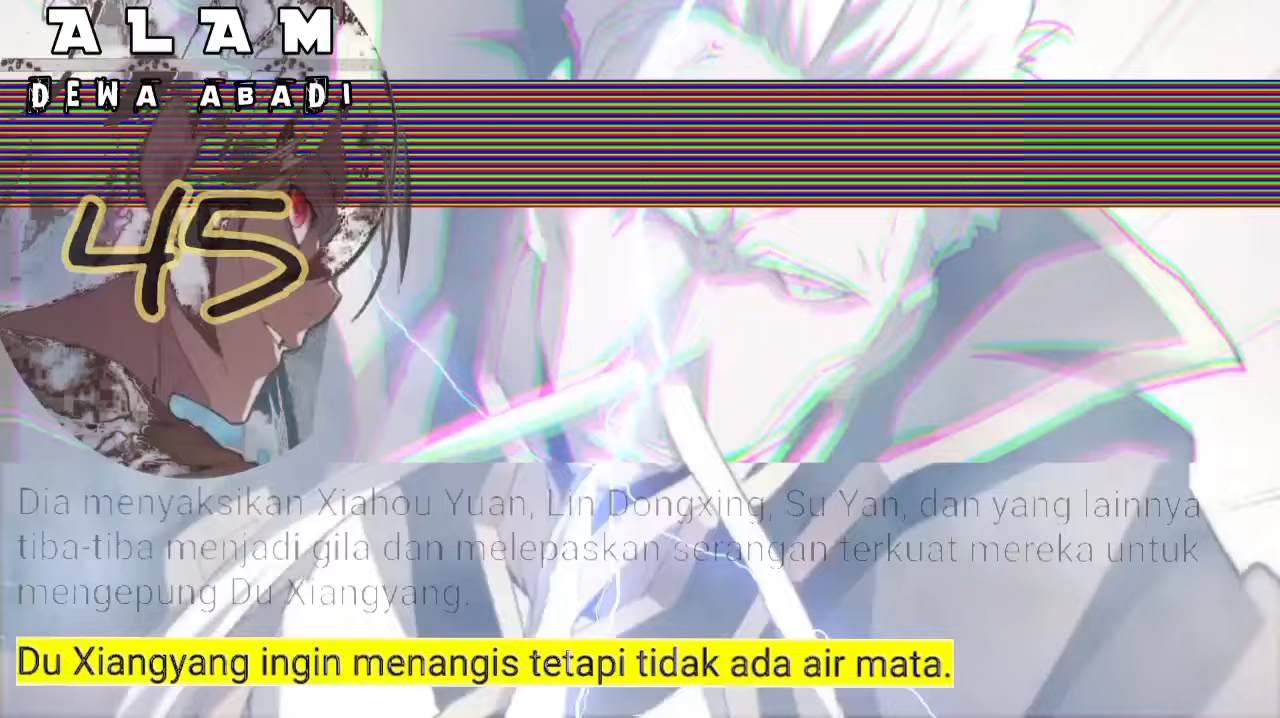 ALAM
DEWA ABADI
45
Dia menyaksikan Xiahou Yuan, Lin Dongxing, Su Yan, dan yang lainnya
tiba-tiba menjadi gila dan melepaskan serangan terkuat mereka untuk
mengepung Du Xiangyang.
Du Xiangyang ingin menangis tetapi tidak ada air mata.